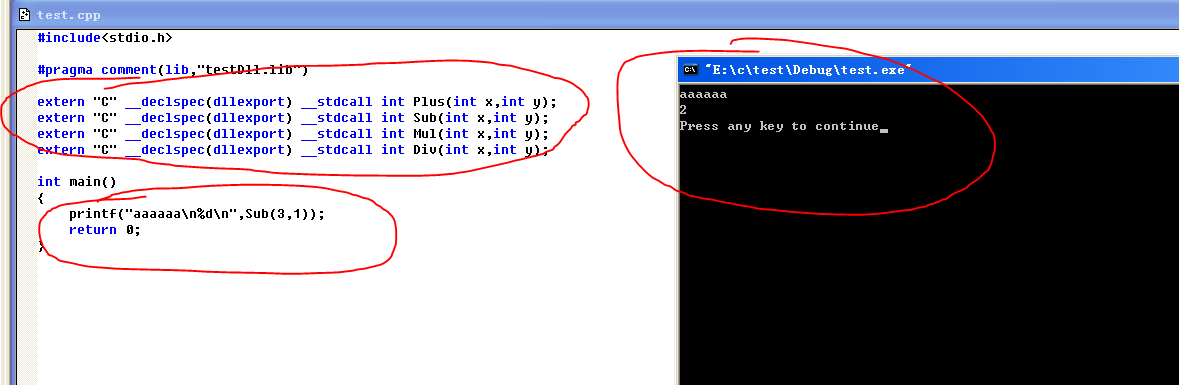 test.cpp
#include<stdio.h>
#pragma comment(lib,"testDll.lib")
extern "C" __declspec(dllexport) __stdcall int Plus(int x,int y);
extern "C" __declspec(dllexport) __stdcall int Sub(int x,int y);
extern "C" __declspec(dllexport) __stdcall int Mul(int x,int y);
extern "C" __declspec(dllexport) __stdcall int Div(int x,int y);
int main()
{
printf("aaaaaa\n%d\n",Sub(3,1));
return 0;
}
C:\ "E:\c\test\Debug\test.exe"
aaaaaa
2
Press any key to continue_